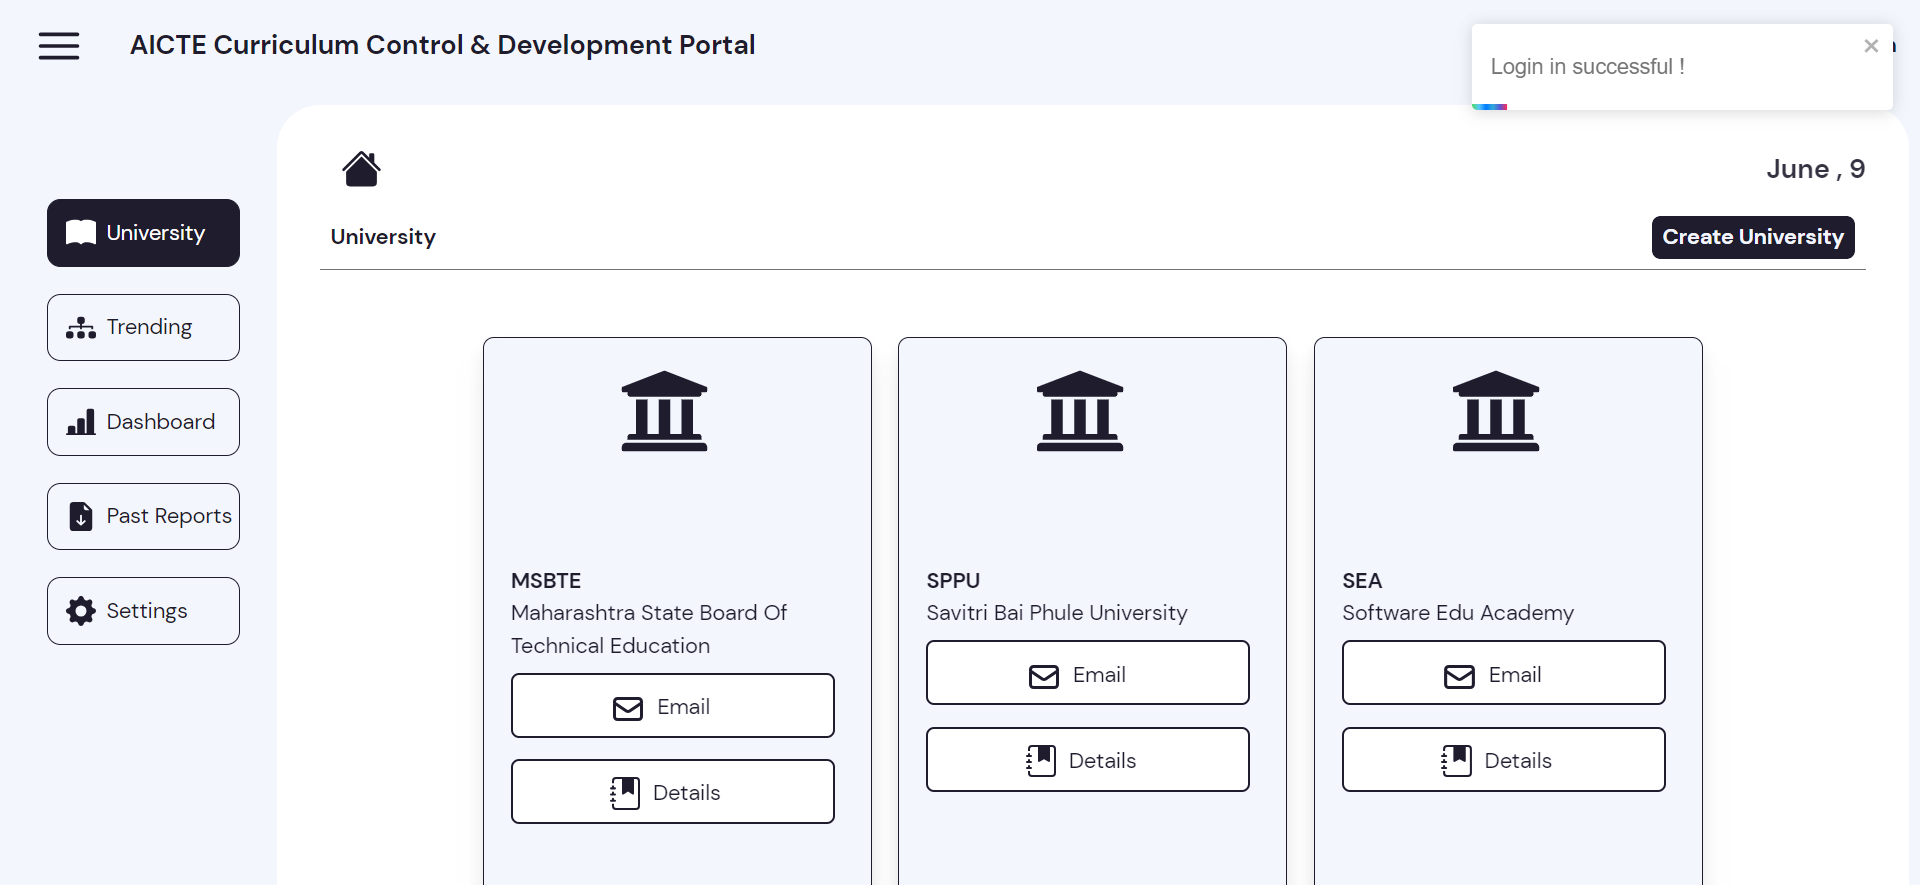 AICTE Curriculum Control & Development Portal
Login in successful !
June , 9
University
Create University
University
Trending
Dashboard
Past Reports
Settings
MSBTE
Maharashtra State Board Of
Technical Education
Email
Details
SPPU
Savitri Bai Phule University
Email
Details
SEA
Software Edu Academy
Email
Details